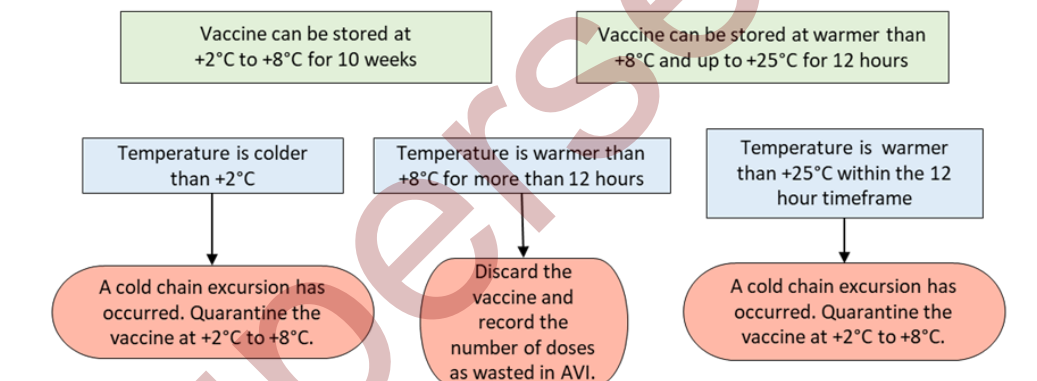 Vaccine can be stored at
+2°C to +8°C for 10 weeks
Vaccine can be stored at warmer than
+8°C and up to +25°C for 12 hours
Temperature is colder
than +2°C
Temperature is warmer than
+8°C for more than 12 hours
Temperature is warmer
than +25°C within the 12
hour timeframe
A cold chain excursion has
occurred. Quarantine the
vaccine at +2°C to +8°C.
Discard the
vaccine and
record the
number of doses
as wasted in AVI.
A cold chain excursion has
occurred. Quarantine the
vaccine at +2°C to +8°C.
perse